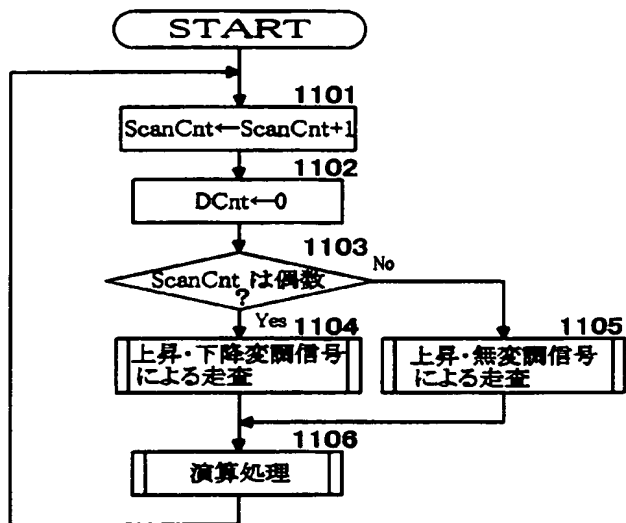 START
1101
ScanCnt←ScanCnt+1
1102
DCnt←0
1103
ScanCnt は偶数
?
No
Yes
1104
上昇・下降変調信号
による走査
1105
上昇・無変調信号
による走査
1106
演算処理